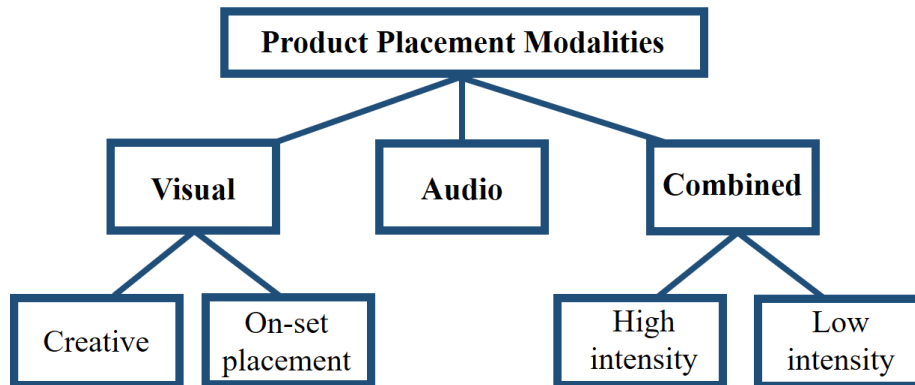 Product Placement Modalities
Visual
Audio
Combined
Creative
On-set
placement
High
intensity
Low
intensity